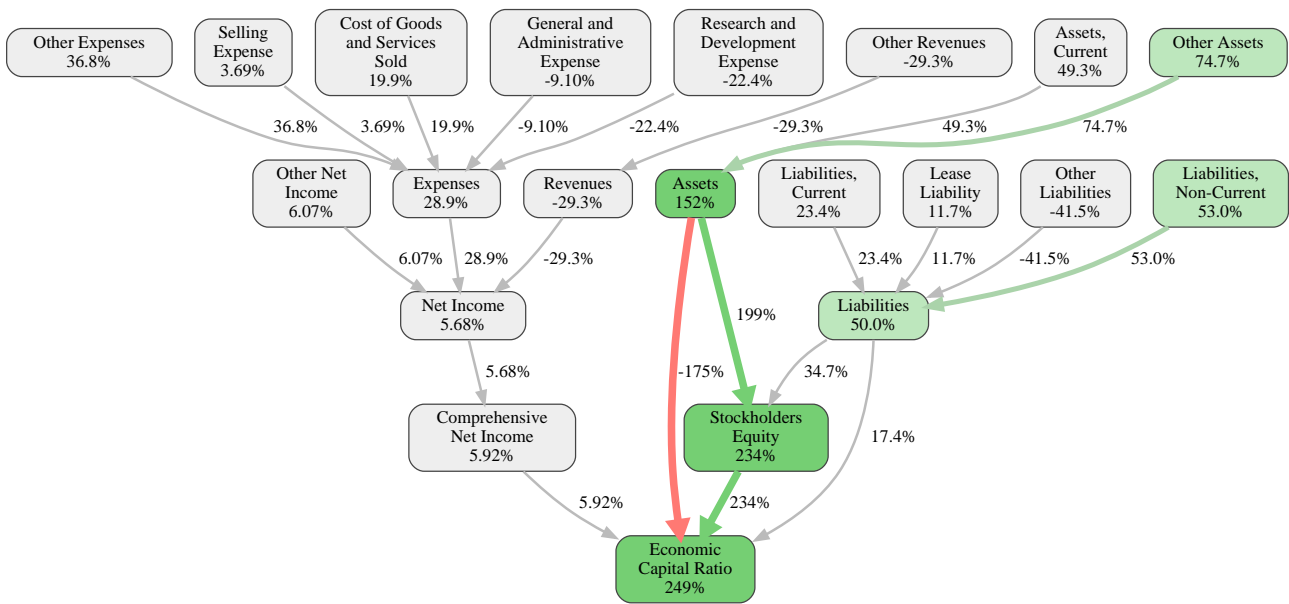 Other Expenses
36.8%
Selling
Expense
3.69%
Cost of Goods
and Services
Sold
19.9%
General and
Administrative
Expense
-9.10%
Research and
Development
Expense
-22.4%
Other Revenues
-29.3%
Assets,
Current
49.3%
Other Assets
74.7%
36.8%
3.69%
19.9%
-9.10%
-22.4%
-29.3%
49.3%
74.7%
Other Net
Income
6.07%
Expenses
28.9%
Revenues
-29.3%
Assets
152%
Liabilities,
Current
23.4%
Lease
Liability
11.7%
Other
Liabilities
-41.5%
Liabilities,
Non-Current
53.0%
6.07%
28.9%
-29.3%
23.4%
11.7%
-41.5%
53.0%
Net Income
5.68%
Liabilities
50.0%
199%
5.68%
-175%
34.7%
Comprehensive
Net Income
5.92%
Stockholders
Equity
234%
17.4%
5.92%
234%
Economic
Capital Ratio
249%